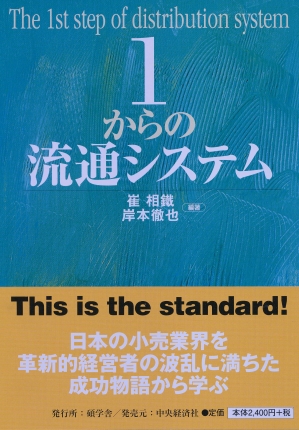 The 1st step of distribution system
1
からの
流通システム
崔 相鐵
岸本徹也
編著
This is the standard!
日本の小売業界を
革新的経営者の波乱に満ちた
成功物語から学ぶ
発行所：碩学舎／発売元：中央経済社 ●定価 本体2,400円+税